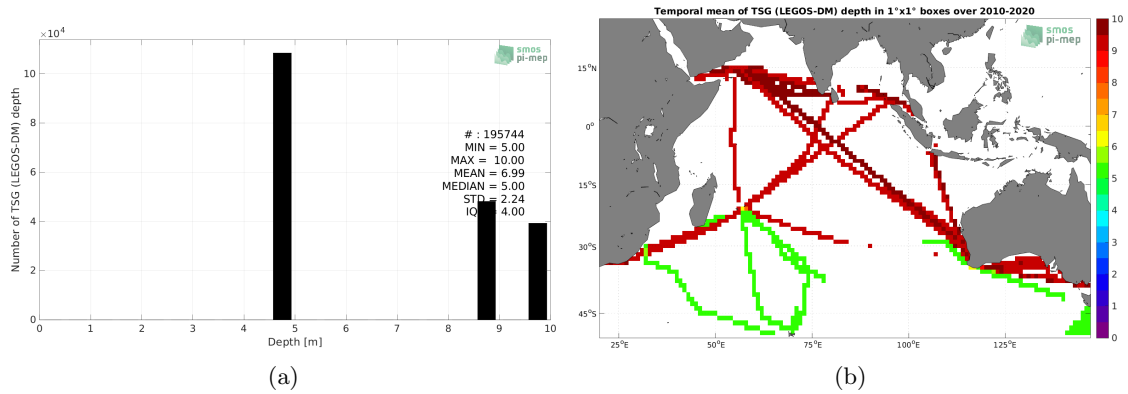 ×10⁴
10
8
6
4
2
0
Number of TSG (LEGOS-DM) depth
smos
pi-mep
# : 195744
MIN = 5.00
MAX = 10.00
MEAN = 6.99
MEDIAN = 5.00
STD = 2.24
IQ 4.00
0 1 2 3 4 5 6 7 8 9 10
Depth [m]
(a)
Temporal mean of TSG (LEGOS-DM) depth in 1°x1° boxes over 2010-2020
smos
pi-mep
15°N
0°
15°S
30°S
45°S
25°E 50°E 75°E 100°E 125°E
10
9
8
7
6
5
4
3
2
1
0
(b)